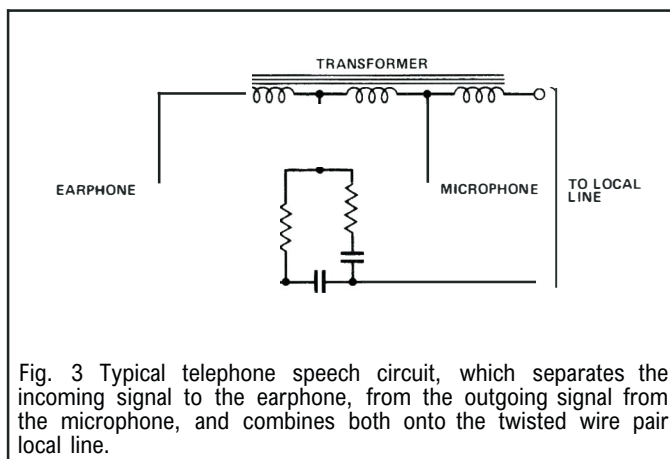 TRANSFORMER
EARPHONE
MICROPHONE
TO LOCAL
LINE
Fig. 3 Typical telephone speech circuit, which separates the
incoming signal to the earphone, from the outgoing signal from
the microphone, and combines both onto the twisted wire pair
local line.